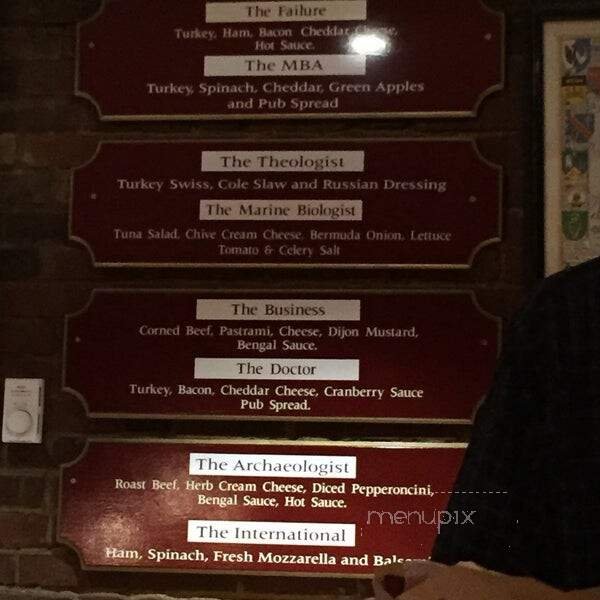 The Failure
Turkey, Ham, Bacon Cheddar Cheese,
Hot Sauce.
The MBA
Turkey, Spinach, Cheddar, Green Apples
and Pub Spread
The Theologist
Turkey Swiss, Cole Slaw and Russian Dressing
The Marine Biologist
Tuna Salad, Chive Cream Cheese, Bermuda Onion, Lettuce
Tomato & Celery Salt
The Business
Corned Beef, Pastrami, Cheese, Dijon Mustard,
Bengal Sauce.
The Doctor
Turkey, Bacon, Cheddar Cheese, Cranberry Sauce
Pub Spread.
The Archaeologist
Roast Beef, Herb Cream Cheese, Diced Pepperoncini,
Bengal Sauce, Hot Sauce.
menupix
The International
Ham, Spinach, Fresh Mozzarella and